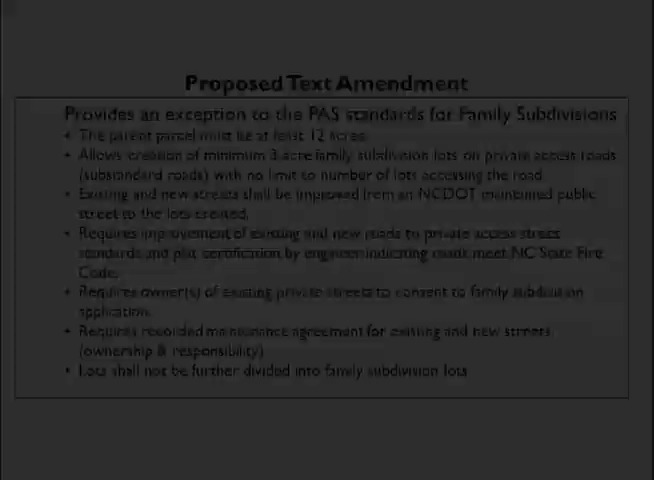 Proposed Text Amendment
Provides an exception to the PAS standards for Family Subdivisions
• The parent parcel must be at least 12 acres.
• Allows creation of minimum 3 acre family subdivision lots on private access roads
(substandard roads) with no limit to number of lots accessing the road
• Existing and new streets shall be improved from an NCDOT maintained public
street to the lots created.
• Requires improvement of existing and new roads to private access street
standards and plat certification by engineer indicating roads meet NC State Fire
Code.
• Requires owner(s) of existing private streets to consent to family subdivision
application.
• Requires recorded maintenance agreement for existing and new streets
(ownership & responsibility)
• Lots shall not be further divided into family subdivision lots